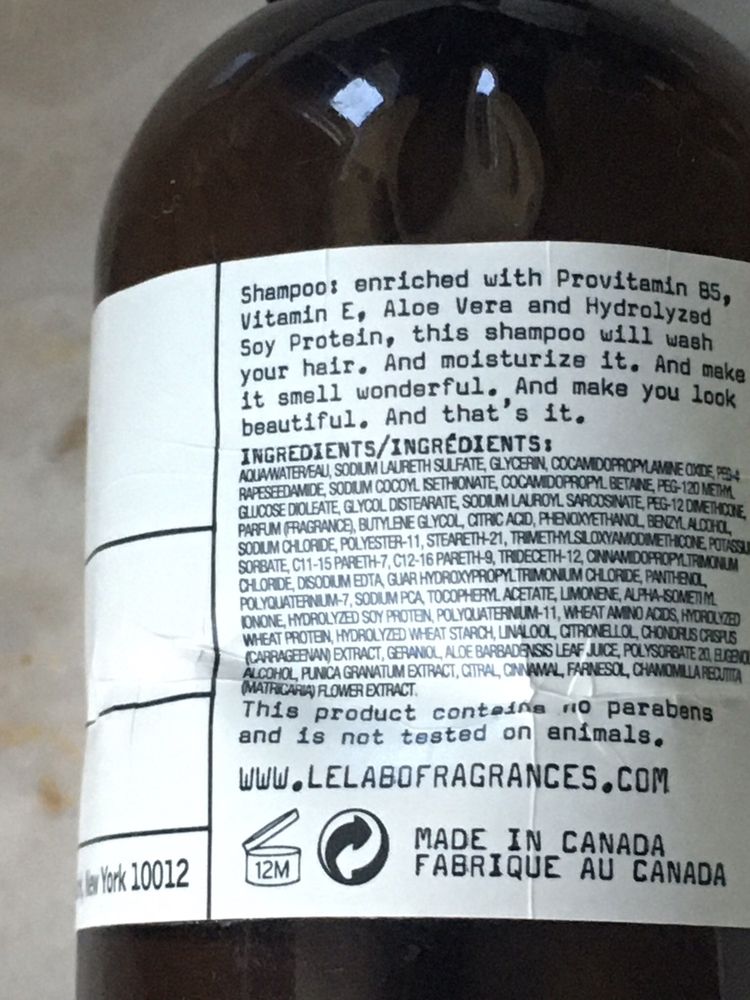 Shampoo: enriched with Provitamin B5,
Vitamin E, Aloe Vera and Hydrolyzed
Soy Protein, this shampoo will wash
your hair. And moisturize it. And make
it smell wonderful. And make you look
beautiful. And that's it.
INGREDIENTS/INGRÉDIENTS:
AQUA/WATER/EAU, SODIUM LAURETH SULFATE, GLYCERIN, COCAMIDOPROPYLAMINE OXIDE, PEG-4
RAPESEEDAMIDE, SODIUM COCOYL ISETHIONATE, COCAMIDOPROPYL BETAINE, PEG-120 METHYL
GLUCOSE DIOLEATE, GLYCOL DISTEARATE, SODIUM LAUROYL SARCOSINATE, PEG-12 DIMETHICONE,
PARFUM (FRAGRANCE), BUTYLENE GLYCOL, CITRIC ACID, PHENOXYETHANOL, BENZYL ALCOHOL,
SODIUM CHLORIDE, POLYESTER-11, STEARETH-21, TRIMETHYLSILOXYAMODIMETHICONE, POTASSIU
SORBATE, C11-15 PARETH-7, C12-16 PARETH-9, TRIDECETH-12, CINNAMIDOPROPYLTRIMONIUM
CHLORIDE, DISODIUM EDTA, GUAR HYDROXYPROPYLTRIMONIUM CHLORIDE, PANTHENOL,
POLYQUATERNIUM-7, SODIUM PCA, TOCOPHERYL ACETATE, LIMONENE, ALPHA-ISOMETHYL
IONONE, HYDROLYZED SOY PROTEIN, POLYQUATERNIUM-11, WHEAT AMINO ACIDS, HYDROLYZED
WHEAT PROTEIN, HYDROLYZED WHEAT STARCH, LINALOOL, CITRONELLOL, CHONDRUS CRISPUS
(CARRAGEENAN) EXTRACT, GERANIOL, ALOE BARBADENSIS LEAF JUICE, POLYSORBATE 20, EUGENO
ALCOHOL, PUNICA GRANATUM EXTRACT, CITRAL, CINNAMAL, FARNESOL, CHAMOMILLA RECUTITA
(MATRICARIA) FLOWER EXTRACT.
This product contains no parabens
and is not tested on animals.
WWW.LELABOFRAGRANCES.COM
12M
MADE IN CANADA
FABRIQUE AU CANADA
New York 10012